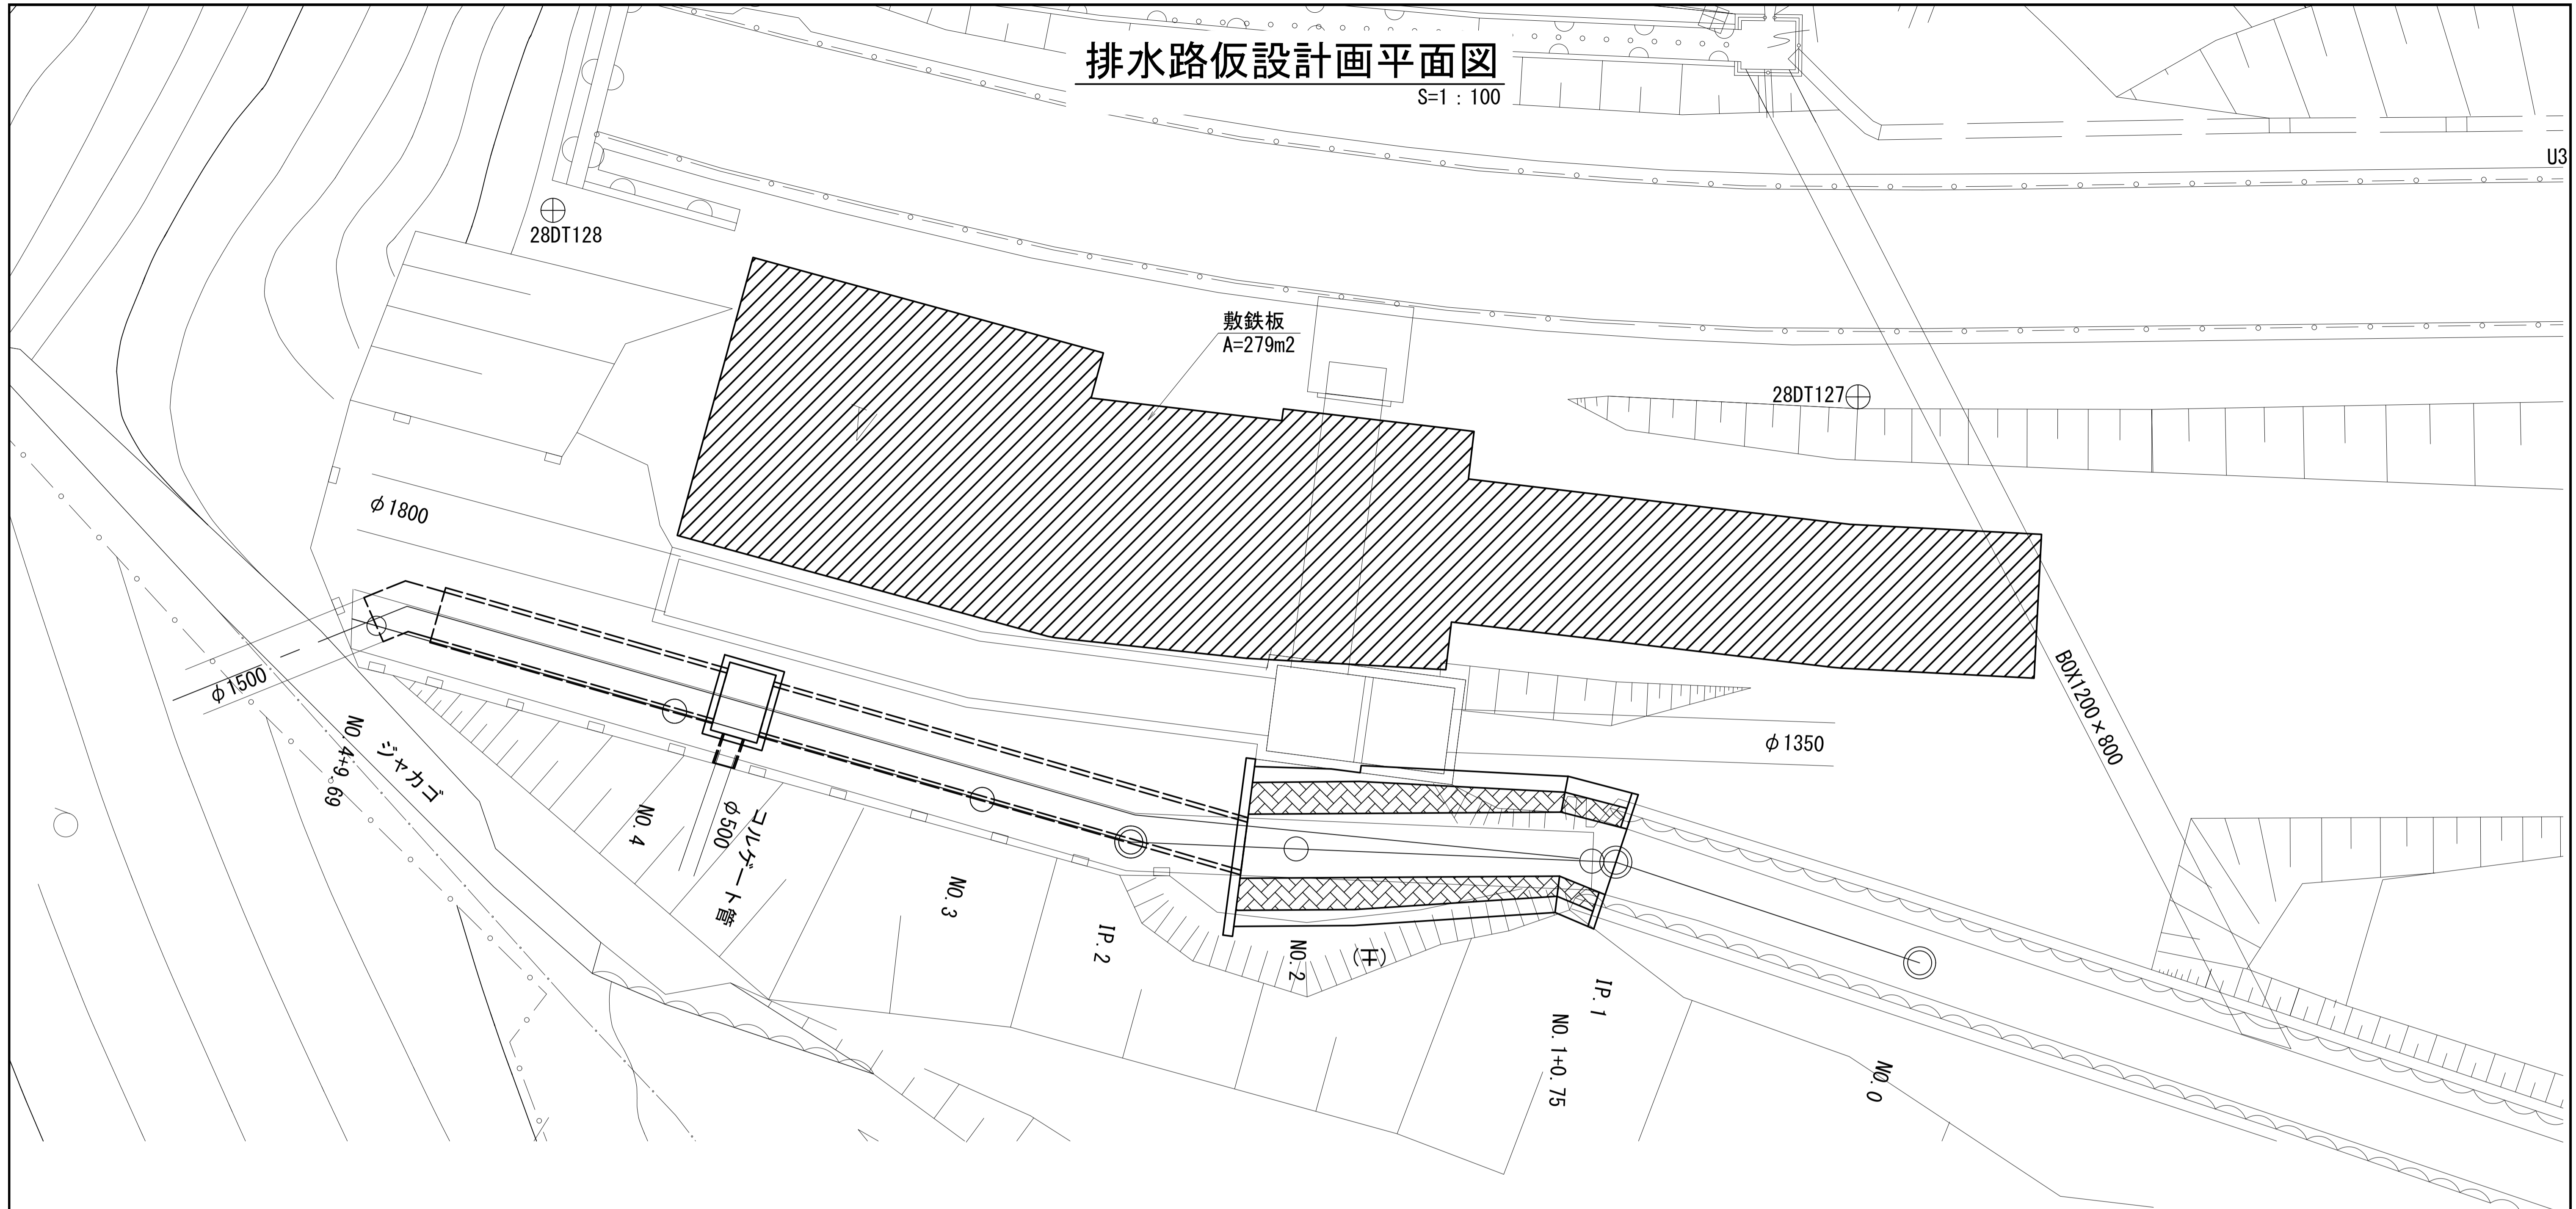 排水路仮設計画平面図
S=1：100
U3
28DT128
敷鉄板
A=279m2
28DT127
φ1800
φ1500
φ1350
BOX1200×800
NO.4+9.69
ジャカゴ
NO.4
φ500
コルゲート管
NO.3
IP.2
NO.2
(H)
IP.1
NO.1+0.75
NO.0